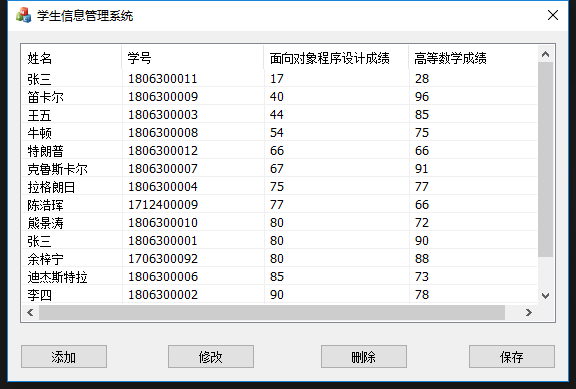 学生信息管理系统
姓名 学号 面向对象程序设计成绩 高等数学成绩
张三 1806300011 17 28
笛卡尔 1806300009 40 96
王五 1806300003 44 85
牛顿 1806300008 54 75
特朗普 1806300012 66 66
克鲁斯卡尔 1806300007 67 91
拉格朗日 1806300004 75 77
陈浩珲 1712400009 77 66
熊景涛 1806300010 80 72
张三 1806300001 80 90
余梓宁 1706300092 80 88
迪杰斯特拉 1806300006 85 73
李四 1806300002 90 78
添加 修改 删除 保存